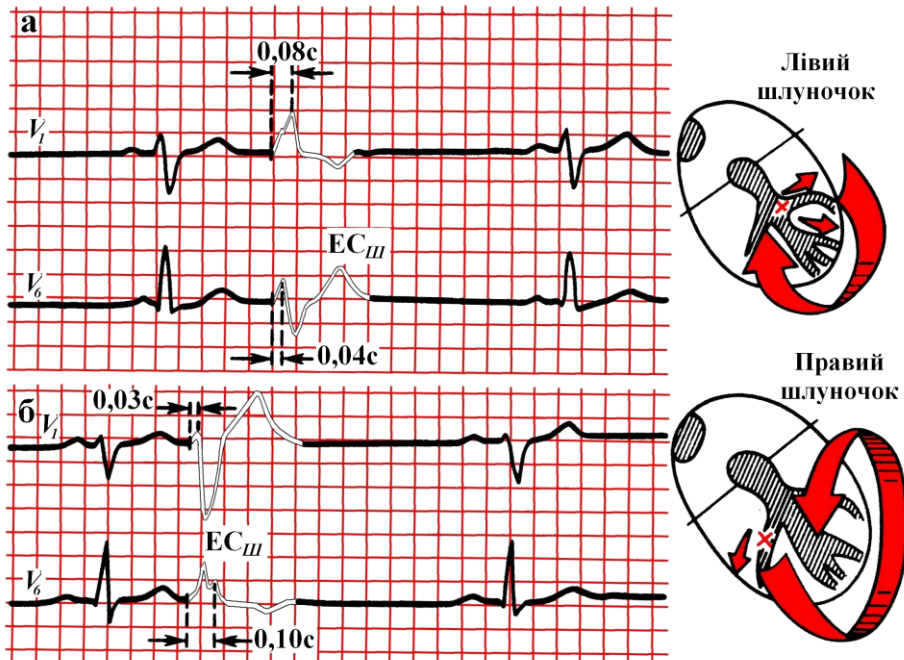 а
0,08с
V1
ЕСШ
V6
0,04с
Лівий
шлуночок
б
0,03с
V1
ЕСШ
V6
0,10с
Правий
шлуночок